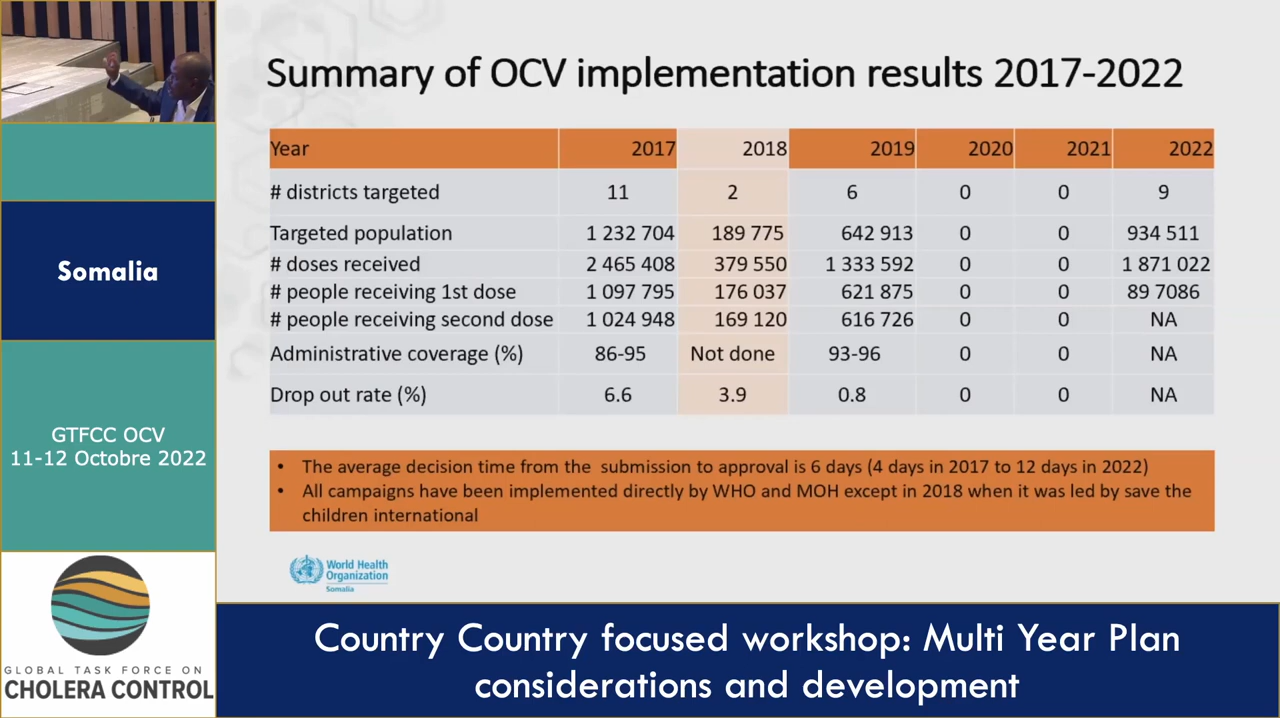 Summary of OCV implementation results 2017-2022
Year 2017 2018 2019 2020 2021 2022
# districts targeted 11 2 6 0 0 9
Targeted population 1 232 704 189 775 642 913 0 0 934 511
# doses received 2 465 408 379 550 1 333 592 0 0 1 871 022
# people receiving 1st dose 1 097 795 176 037 621 875 0 0 89 7086
# people receiving second dose 1 024 948 169 120 616 726 0 0 NA
Administrative coverage (%) 86-95 Not done 93-96 0 0 NA
Drop out rate (%) 6.6 3.9 0.8 0 0 NA
• The average decision time from the submission to approval is 6 days (4 days in 2017 to 12 days in 2022)
• All campaigns have been implemented directly by WHO and MOH except in 2018 when it was led by save the
children international
World Health
Organization
Somalia
Somalia
GTFCC OCV
11-12 Octobre 2022
GLOBAL TASK FORCE ON
CHOLERA CONTROL
Country Country focused workshop: Multi Year Plan
considerations and development